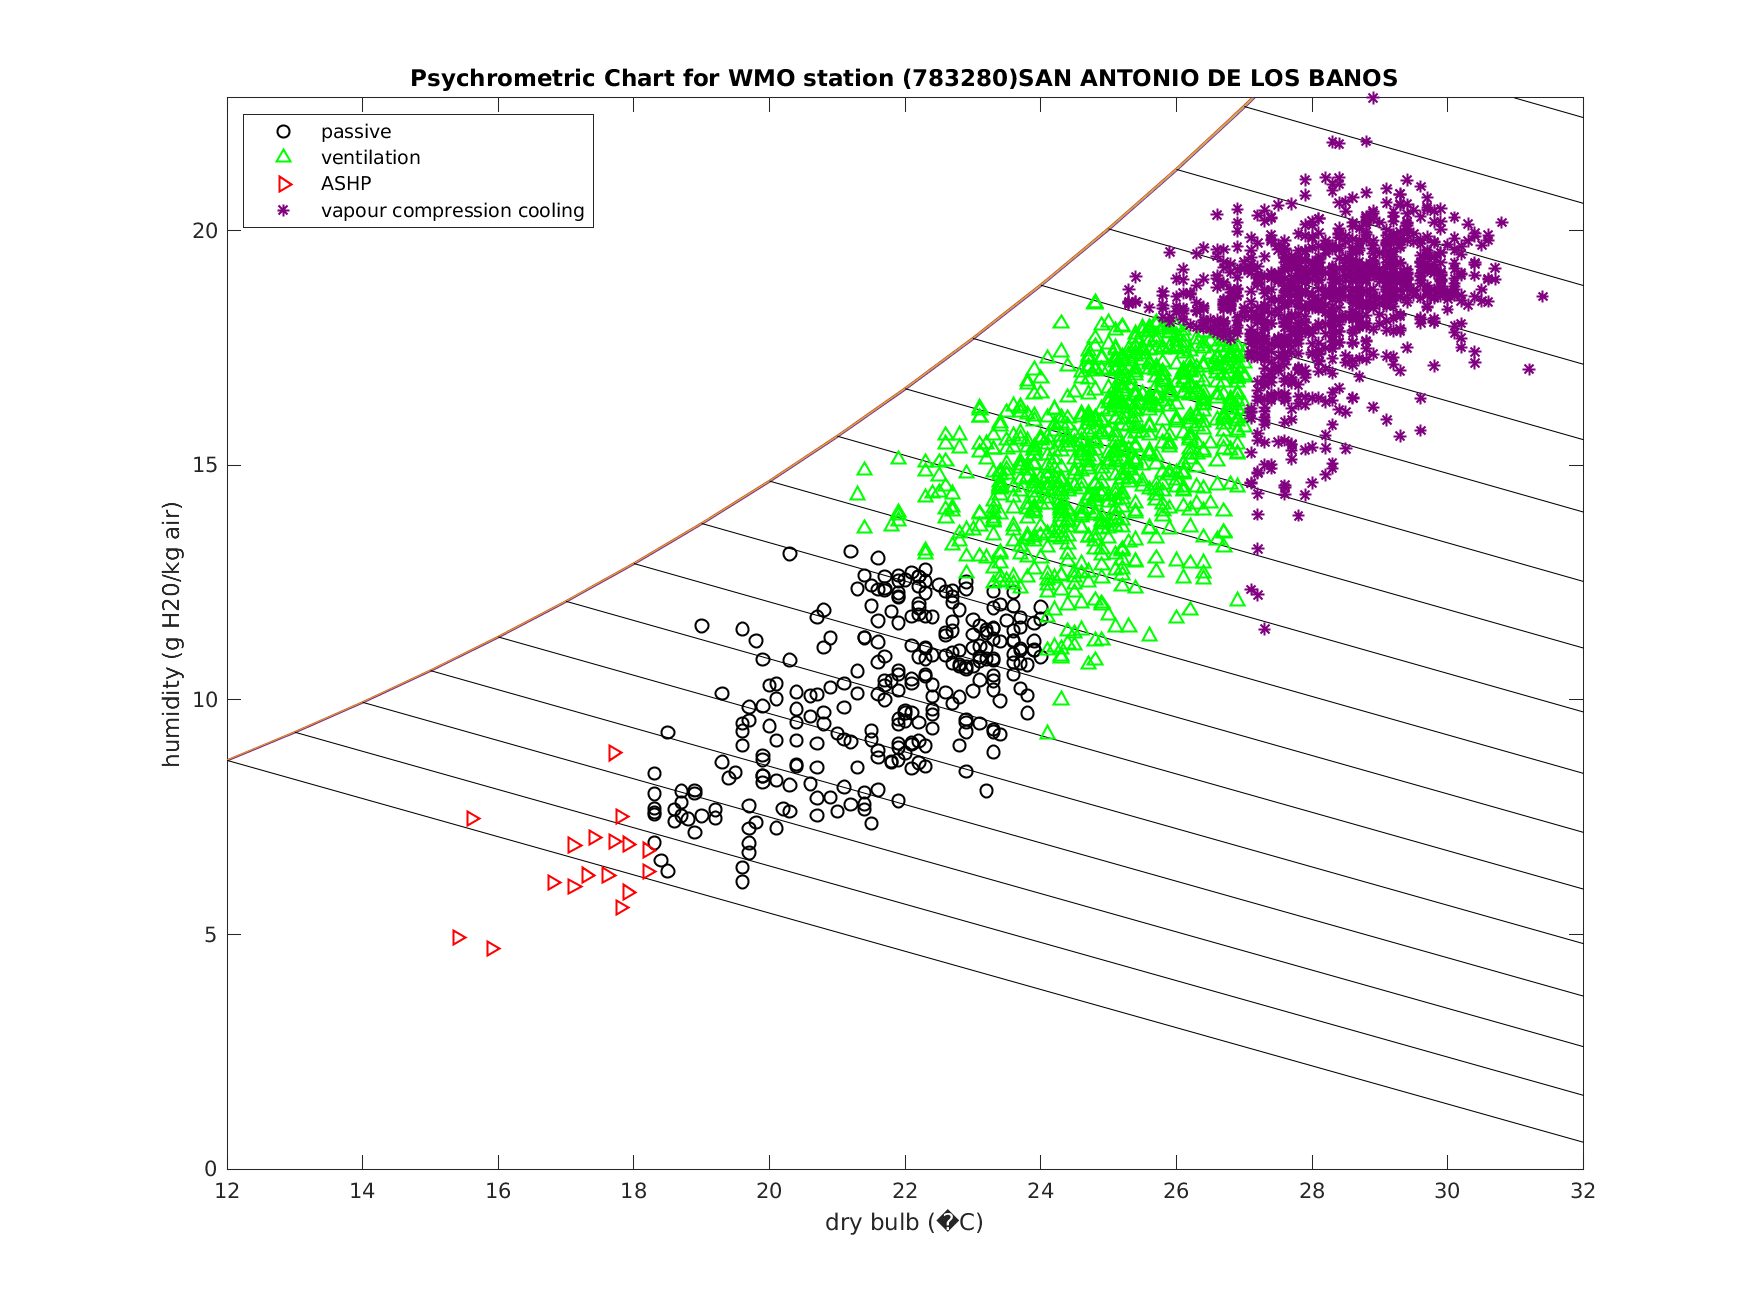 Psychrometric Chart for WMO station (783280)SAN ANTONIO DE LOS BANOS
passive
ventilation
ASHP
vapour compression cooling
humidity (g H20/kg air)
20
15
10
5
0
12 14 16 18 20 22 24 26 28 30 32
dry bulb (�C)